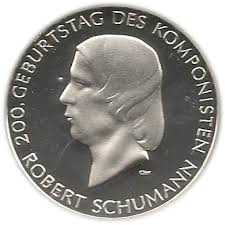 200. GEBURTSTAG DES KOMPONISTEN
ROBERT SCHUMANN